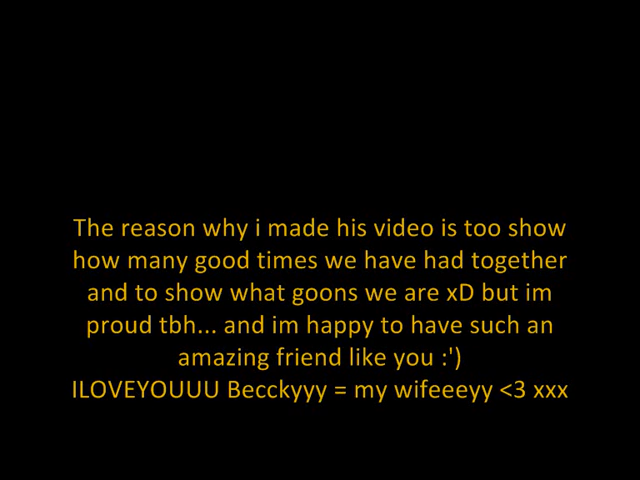 The reason why i made his video is too show
how many good times we have had together
and to show what goons we are xD but im
proud tbh... and im happy to have such an
amazing friend like you :')
ILOVEYOUUU Becckyyy = my wifeeeyy <3 xxx